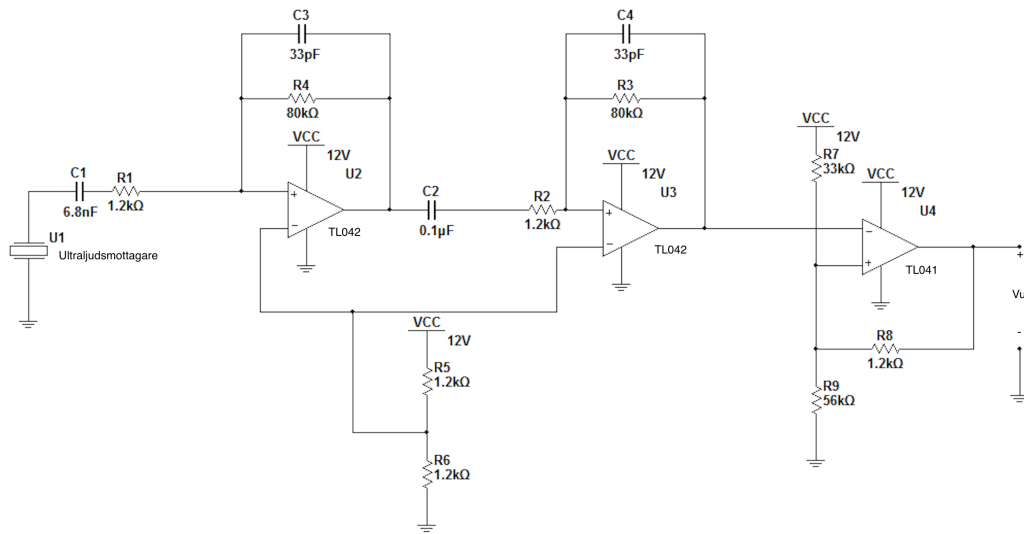 C3
33pF
R4
80kΩ
VCC
12V
U2
+
−
TL042
C1
6.8nF
R1
1.2kΩ
U1
Ultraljudsmottagare
C2
0.1µF
C4
33pF
R3
80kΩ
VCC
12V
U3
R2
1.2kΩ
+
−
TL042
VCC
12V
R5
1.2kΩ
R6
1.2kΩ
VCC
12V
R7
33kΩ
VCC
12V
U4
−
+
TL041
R8
1.2kΩ
R9
56kΩ
+
Vu
-